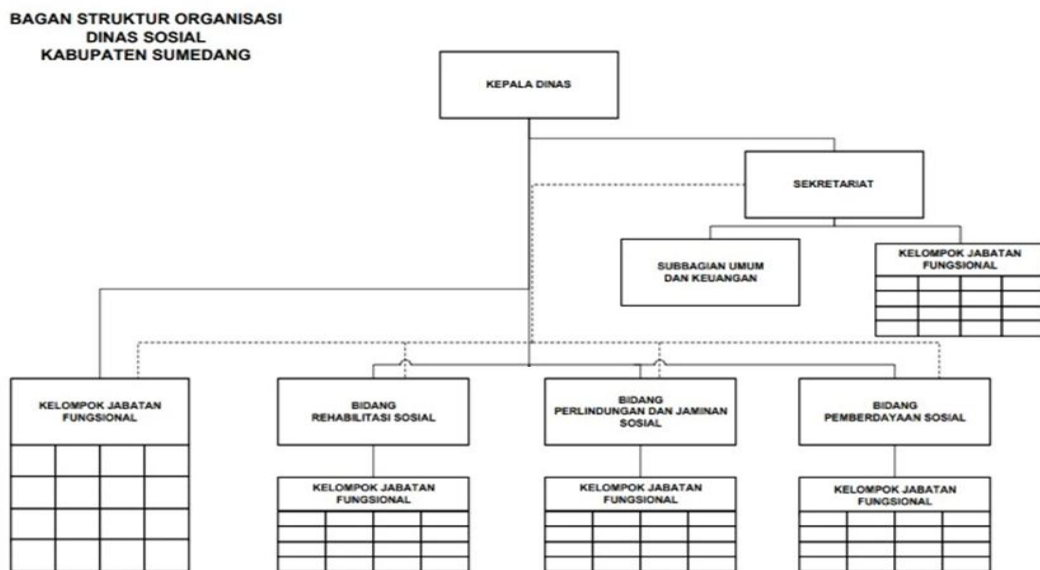 BAGAN STRUKTUR ORGANISASI
DINAS SOSIAL
KABUPATEN SUMEDANG
KEPALA DINAS
SEKRETARIAT
SUBBAGIAN UMUM
DAN KEUANGAN
KELOMPOK JABATAN
FUNGSIONAL
KELOMPOK JABATAN
FUNGSIONAL
BIDANG
REHABILITASI SOSIAL
BIDANG
PERLINDUNGAN DAN JAMINAN
SOSIAL
BIDANG
PEMBERDAYAAN SOSIAL
KELOMPOK JABATAN
FUNGSIONAL
KELOMPOK JABATAN
FUNGSIONAL
KELOMPOK JABATAN
FUNGSIONAL